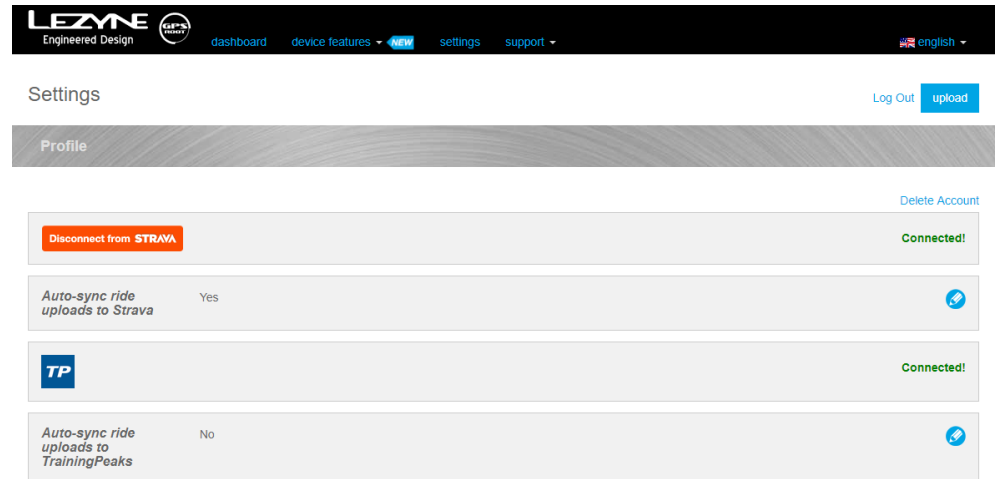 LEZYNE
Engineered Design
GPS
ROOT
dashboard device features NEW settings support english
Settings
Log Out upload
Profile
Delete Account
Disconnect from STRAVA Connected!
Auto-sync ride
uploads to Strava
Yes
TP Connected!
Auto-sync ride
uploads to
TrainingPeaks
No